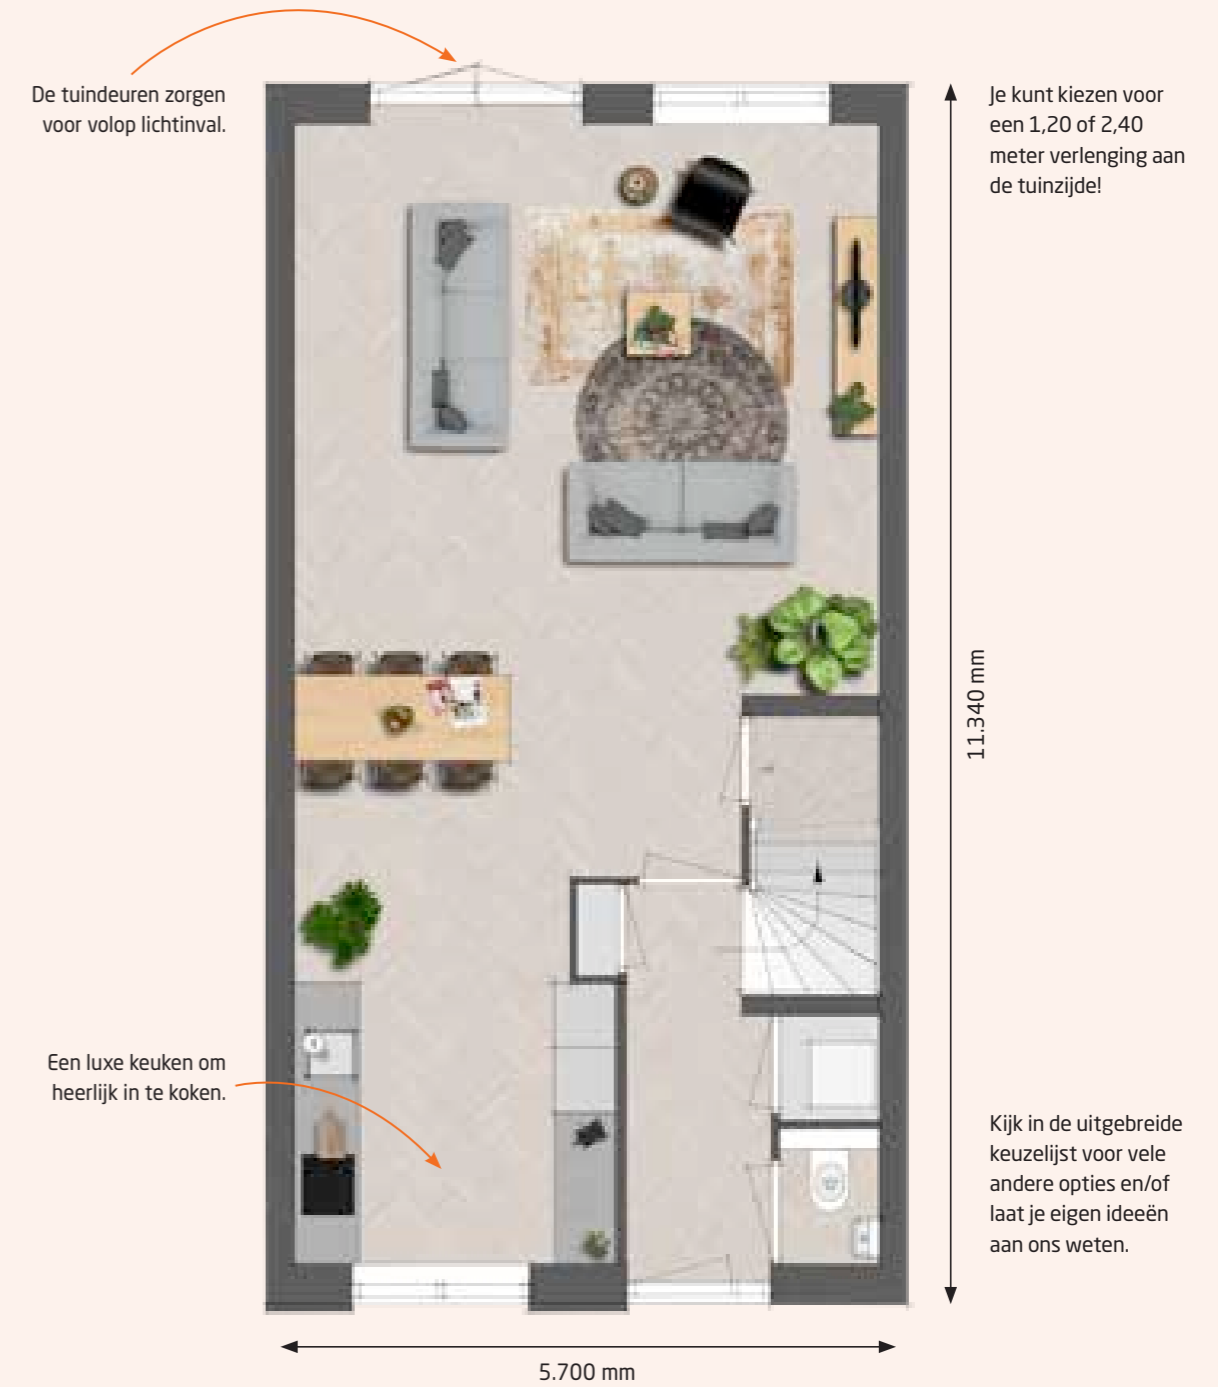 De tuindeuren zorgen
voor volop lichtinval.
Je kunt kiezen voor
een 1,20 of 2,40
meter verlenging aan
de tuinzijde!
11.340 mm
Een luxe keuken om
heerlijk in te koken.
Kijk in de uitgebreide
keuzelijst voor vele
andere opties en/of
laat je eigen ideeën
aan ons weten.
5.700 mm